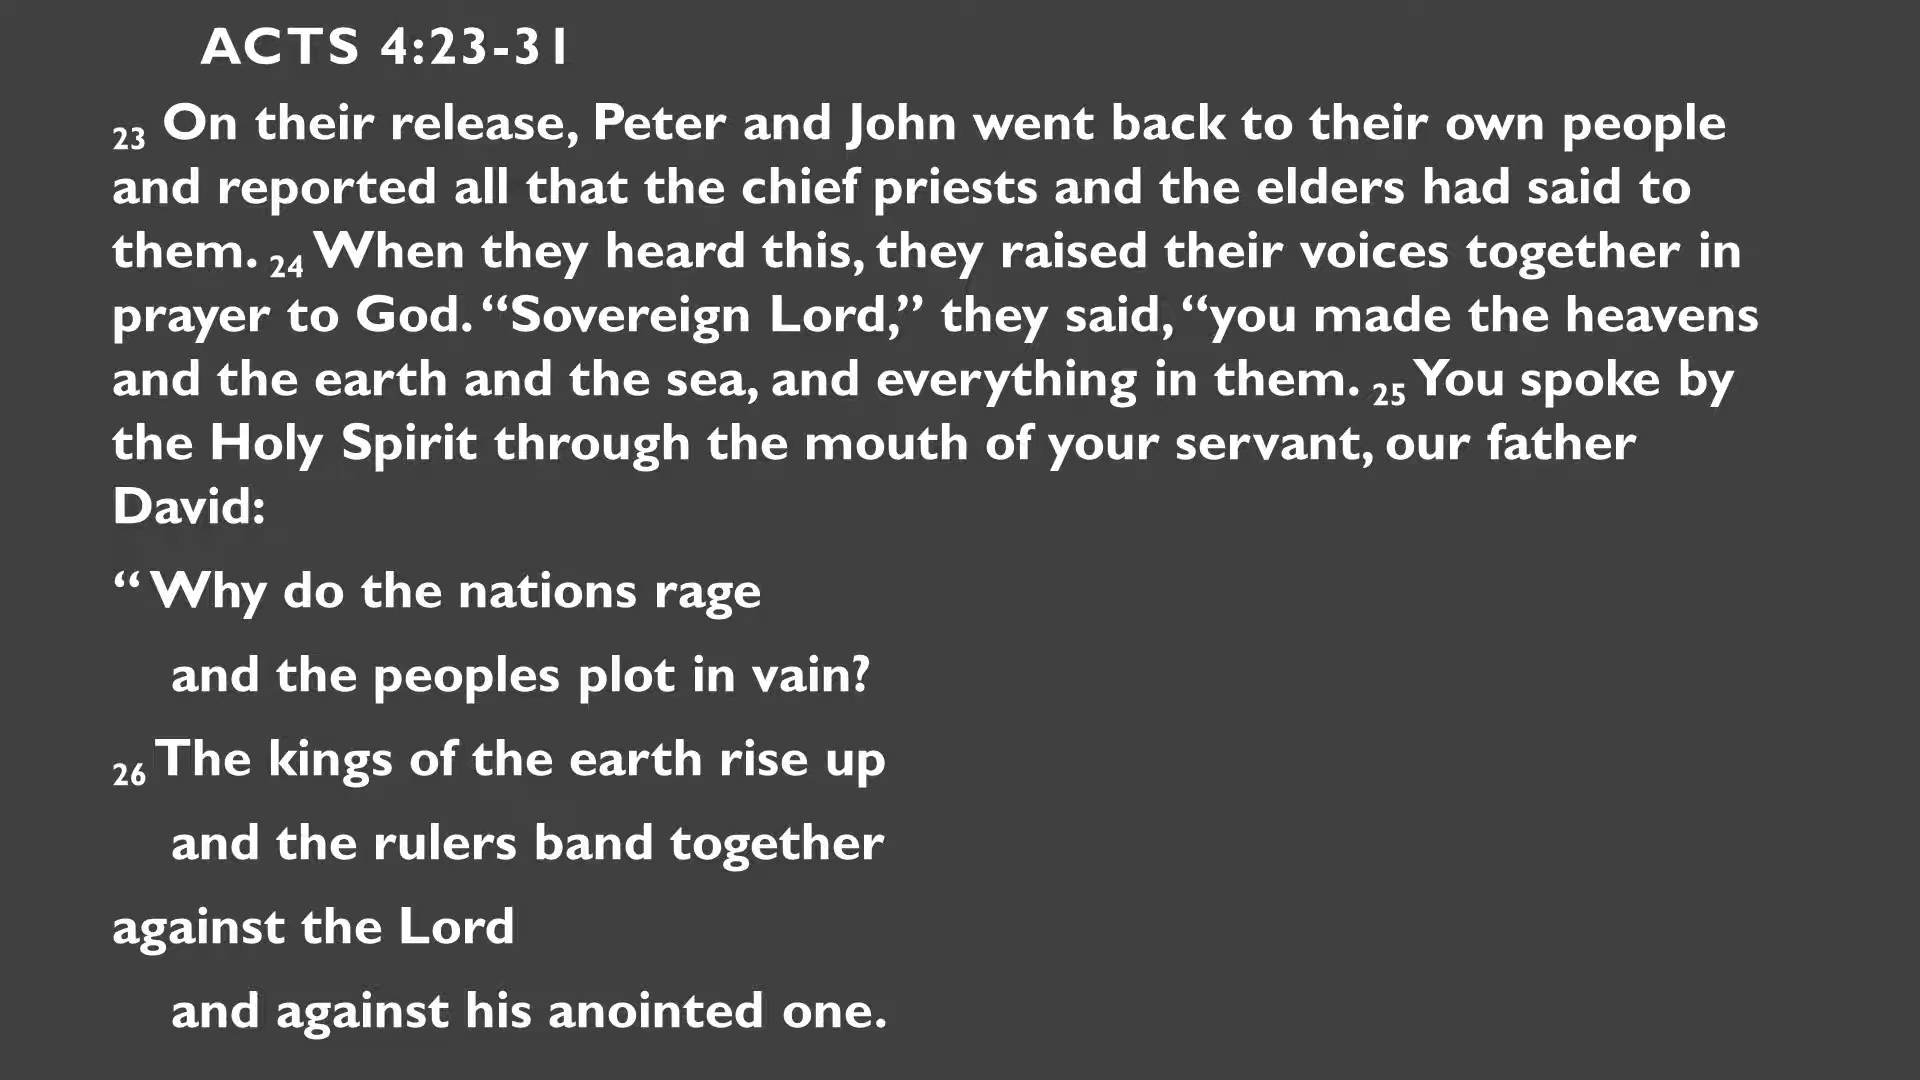 ACTS 4:23-31
23 On their release, Peter and John went back to their own people
and reported all that the chief priests and the elders had said to
them. 24 When they heard this, they raised their voices together in
prayer to God. “Sovereign Lord,” they said, “you made the heavens
and the earth and the sea, and everything in them. 25 You spoke by
the Holy Spirit through the mouth of your servant, our father
David:
“ Why do the nations rage
and the peoples plot in vain?
26 The kings of the earth rise up
and the rulers band together
against the Lord
and against his anointed one.